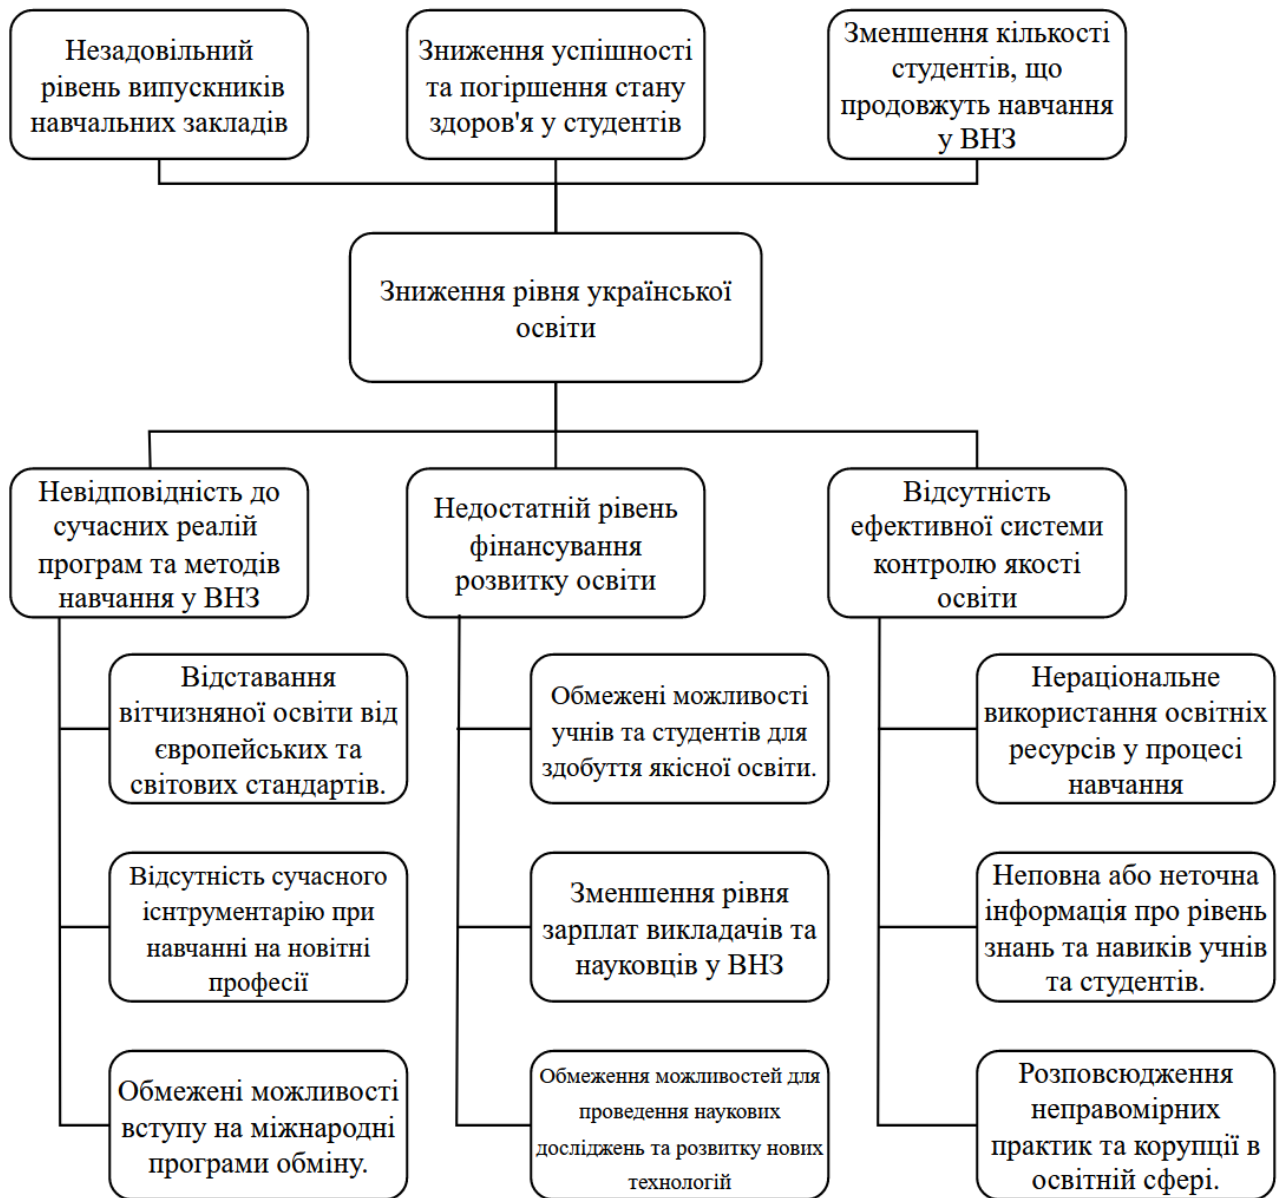 Незадовільний
рівень випускників
навчальних закладів
Зниження успішності
та погіршення стану
здоров'я у студентів
Зменшення кількості
студентів, що
продовжуть навчання
у ВНЗ
Зниження рівня української
освіти
Невідповідність до
сучасних реалій
програм та методів
навчання у ВНЗ
Недостатній рівень
фінансування
розвитку освіти
Відсутність
ефективної системи
контролю якості
освіти
Відставання
вітчизняної освіти від
європейських та
світових стандартів.
Відсутність сучасного
існтрументарію при
навчанні на новітні
професії
Обмежені можливості
вступу на міжнародні
програми обміну.
Обмежені можливості
учнів та студентів для
здобуття якісної освіти.
Зменшення рівня
зарплат викладачів та
науковців у ВНЗ
Обмеження можливостей для
проведення наукових
досліджень та розвитку нових
технологій
Нераціональне
використання освітніх
ресурсів у процесі
навчання
Неповна або неточна
інформація про рівень
знань та навиків учнів
та студентів.
Розповсюдження
неправомірних
практик та корупції в
освітній сфері.